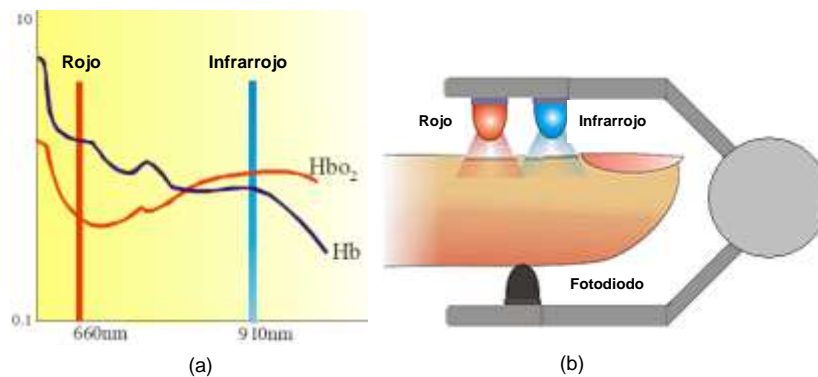 10
Rojo
Infrarrojo
Hbo2
Hb
0.1
660nm
910nm
(a)
Rojo
Infrarrojo
Fotodiodo
(b)